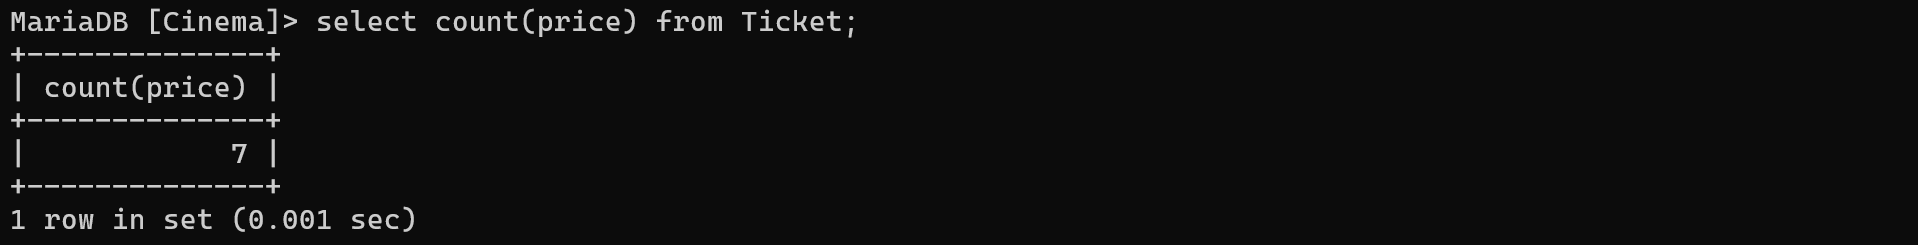 MariaDB [Cinema]> select count(price) from Ticket;
+--------------+
| count(price) |
+--------------+
|            7 |
+--------------+
1 row in set (0.001 sec)